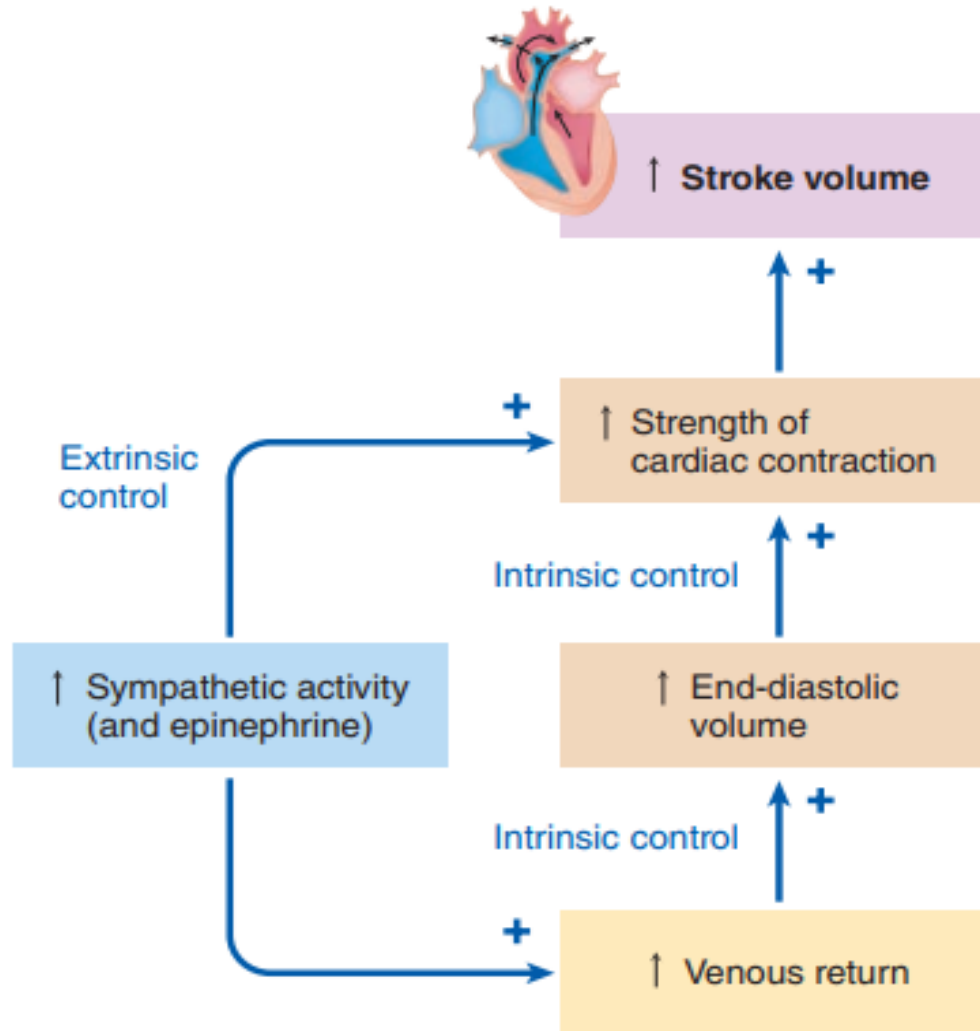 ↑ Stroke volume
+
+
↑ Strength of
cardiac contraction
Extrinsic
control
+
Intrinsic control
↑ Sympathetic activity
(and epinephrine)
↑ End-diastolic
volume
+
Intrinsic control
+
↑ Venous return